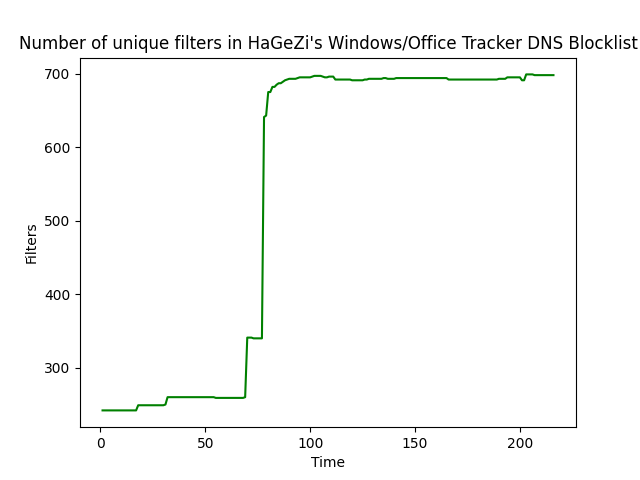 Number of unique filters in HaGeZi's Windows/Office Tracker DNS Blocklist
700
600
500
400
300
Filters
0 50 100 150 200
Time